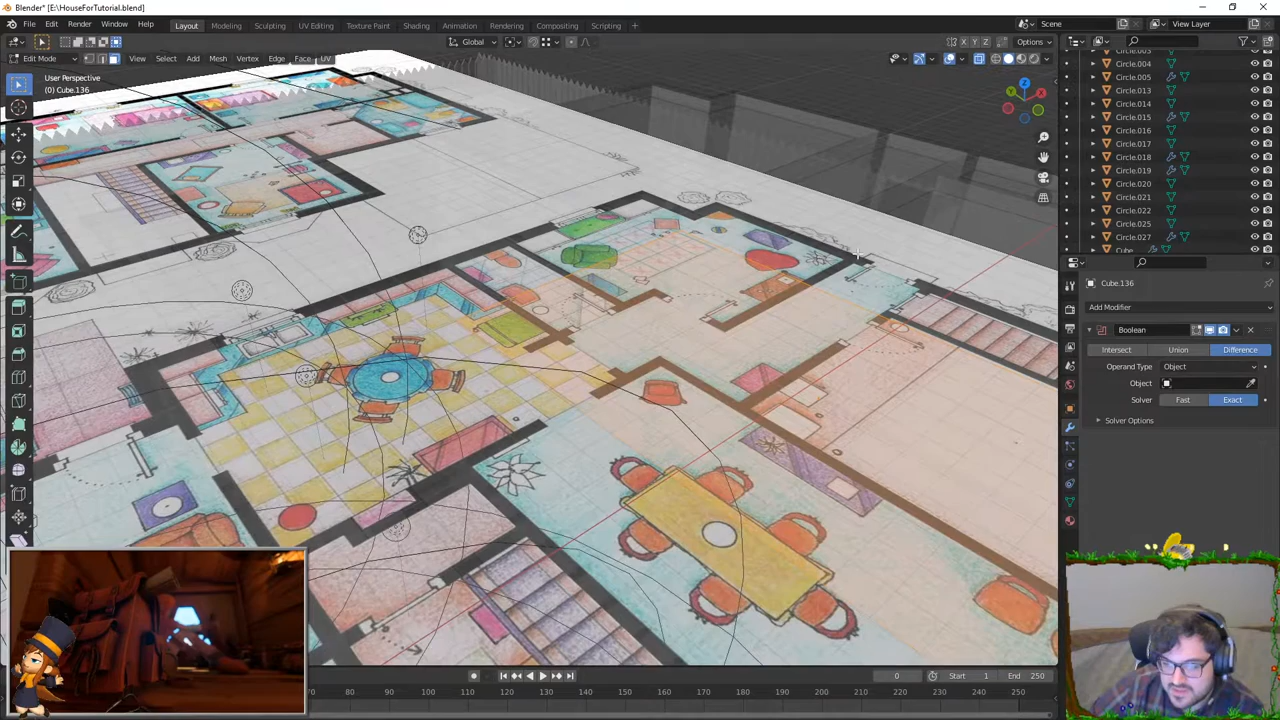 Blender* [E:\HouseForTutorial.blend]
File Edit Render Window Help Layout Modeling Sculpting UV Editing Texture Paint Shading Animation Rendering Compositing Scripting + Scene View Layer
Global X Y Z Options
Edit Mode View Select Add Mesh Vertex Edge Face UV
User Perspective
(0) Cube.136
Circle.003
Circle.004
Circle.005
Circle.013
Circle.014
Circle.015
Circle.016
Circle.017
Circle.018
Circle.019
Circle.020
Circle.021
Circle.022
Circle.025
Circle.027
Cube
Cube.136
Add Modifier
Boolean
Intersect Union Difference
Operand Type Object
Object
Solver Fast Exact
Solver Options
0 Start 1 End 250
70 80 90 100 110 120 130 140 150 160 170 180 190 200 210 220 230 240 250